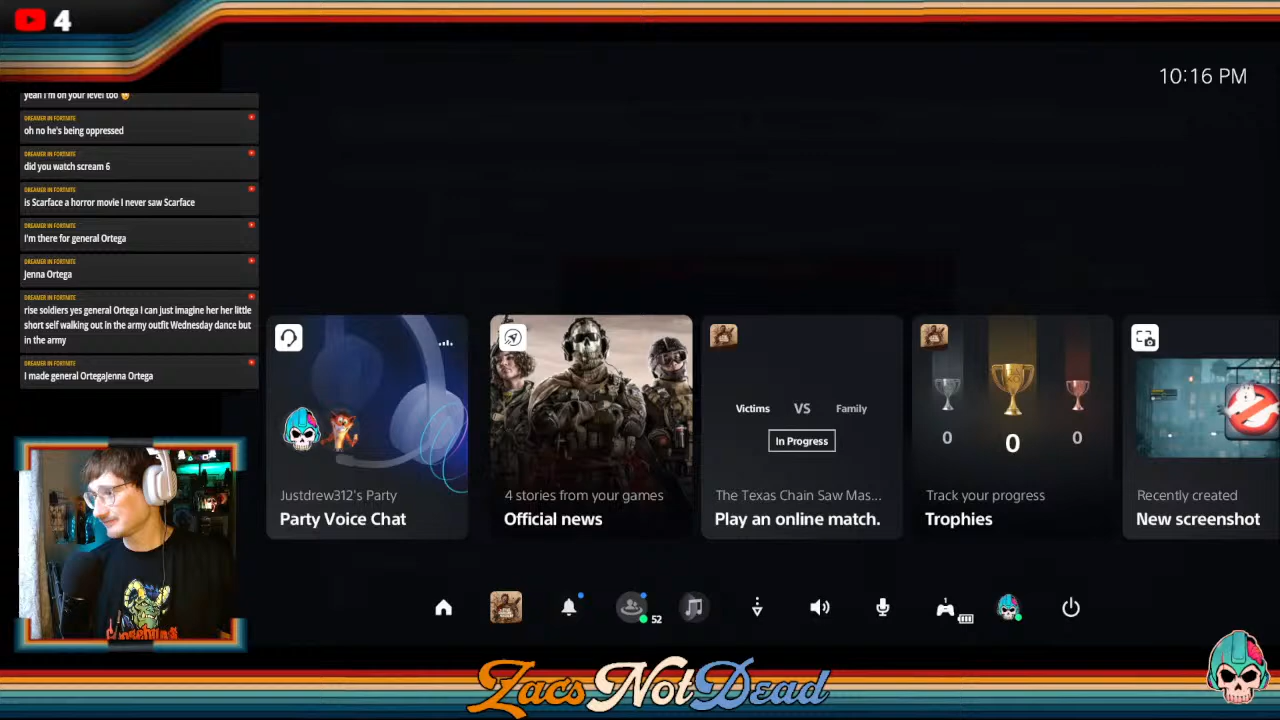 4
10:16 PM
yeah I'm on your level too
DREAMER IN FORTNITE
oh no he's being oppressed
DREAMER IN FORTNITE
did you watch scream 6
DREAMER IN FORTNITE
is Scarface a horror movie I never saw Scarface
DREAMER IN FORTNITE
I'm there for general Ortega
DREAMER IN FORTNITE
Jenna Ortega
DREAMER IN FORTNITE
rise soldiers yes general Ortega I can just imagine her her little
short self walking out in the army outfit Wednesday dance but
in the army
DREAMER IN FORTNITE
I made general OrtegaJenna Ortega
Justdrew312's Party
Party Voice Chat
4 stories from your games
Official news
Victims VS Family
In Progress
The Texas Chain Saw Mas...
Play an online match.
0 0 0
Track your progress
Trophies
Recently created
New screenshot
52
ZacsNotDead